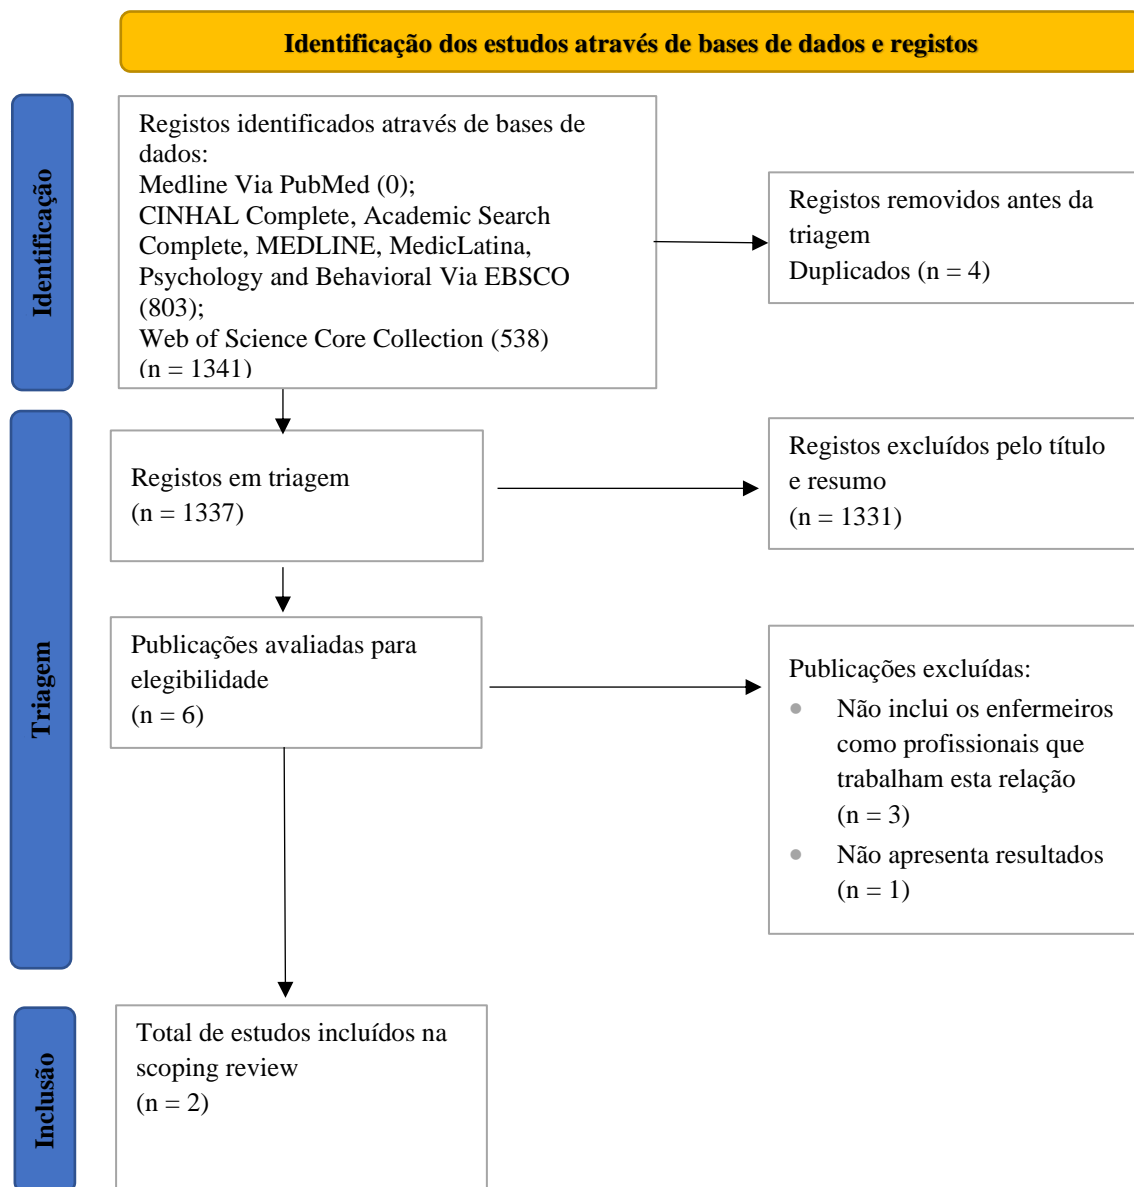 Identificação dos estudos através de bases de dados e registos
Identificação
Registos identificados através de bases de
dados:
Medline Via PubMed (0);
CINHAL Complete, Academic Search
Complete, MEDLINE, MedicLatina,
Psychology and Behavioral Via EBSCO
(803);
Web of Science Core Collection (538)
(n = 1341)
Registos removidos antes da
triagem
Duplicados (n = 4)
Triagem
Registos em triagem
(n = 1337)
Registos excluídos pelo título
e resumo
(n = 1331)
Publicações avaliadas para
elegibilidade
(n = 6)
Publicações excluídas:
Não inclui os enfermeiros
como profissionais que
trabalham esta relação
(n = 3)
Não apresenta resultados
(n = 1)
Inclusão
Total de estudos incluídos na
scoping review
(n = 2)